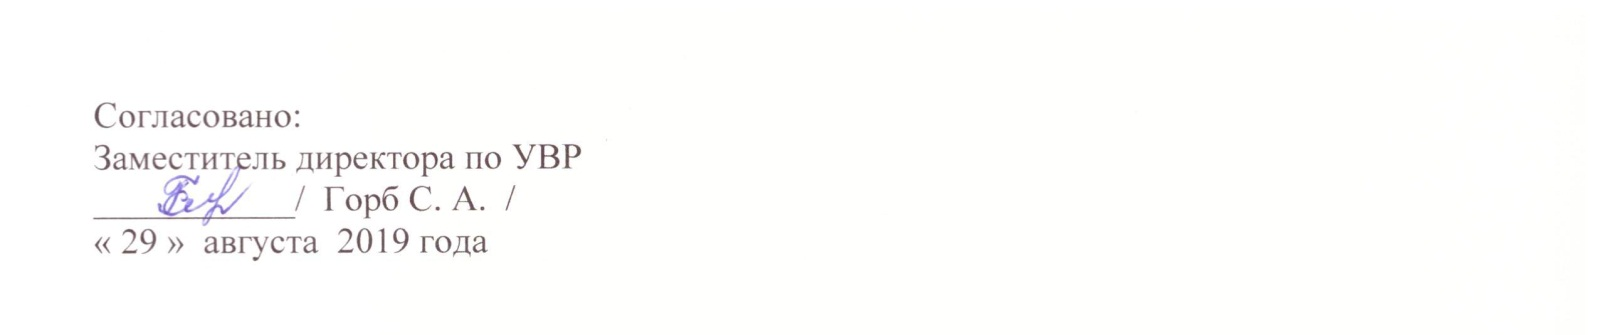 Согласовано:
Заместитель директора по УВР
___________/ Горб С. А. /
« 29 » августа 2019 года